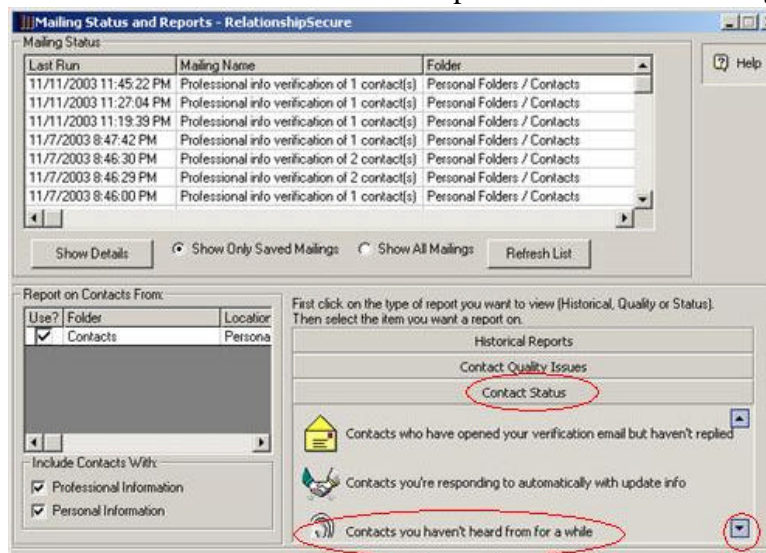 Mailing Status and Reports - RelationshipSecure
Mailing Status
Last Run Mailing Name Folder
11/11/2003 11:45:22 PM Professional info verification of 1 contact(s) Personal Folders / Contacts
11/11/2003 11:27:04 PM Professional info verification of 1 contact(s) Personal Folders / Contacts
11/11/2003 11:19:39 PM Professional info verification of 1 contact(s) Personal Folders / Contacts
11/7/2003 8:47:42 PM Professional info verification of 1 contact(s) Personal Folders / Contacts
11/7/2003 8:46:30 PM Professional info verification of 2 contact(s) Personal Folders / Contacts
11/7/2003 8:46:29 PM Professional info verification of 2 contact(s) Personal Folders / Contacts
11/7/2003 8:46:00 PM Professional info verification of 1 contact(s) Personal Folders / Contacts
Help
Show Details Show Only Saved Mailings Show All Mailings Refresh List
Report on Contacts From:
Use? Folder Location
Contacts Persona
Include Contacts With:
Professional Information
Personal Information
First click on the type of report you want to view (Historical, Quality or Status).
Then select the item you want a report on.
Historical Reports
Contact Quality Issues
Contact Status
Contacts who have opened your verification email but haven't replied
Contacts you're responding to automatically with update info
Contacts you haven't heard from for a while